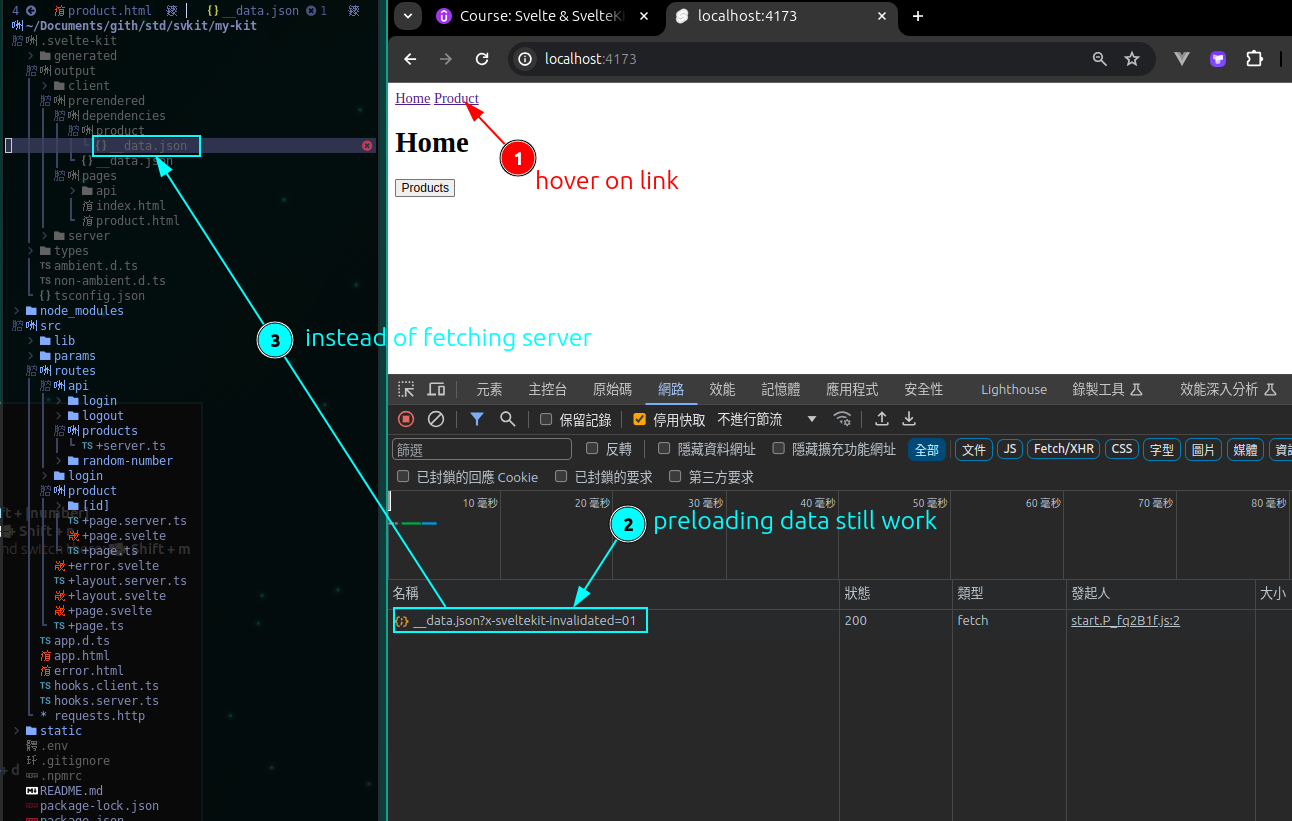 4 product.html __data.json 1
~/Documents/gith/std/svkit/my-kit
.svelte-kit
generated
output
client
prerendered
dependencies
product
__data.json
__data.json
pages
api
index.html
product.html
server
types
TS ambient.d.ts
TS non-ambient.d.ts
{} tsconfig.json
node_modules
src
lib
params
routes
api
login
logout
products
TS +server.ts
random-number
login
product
[id]
TS +page.server.ts
+page.svelte
TS +page.ts
+error.svelte
TS +layout.server.ts
+layout.svelte
+page.svelte
TS +page.ts
TS app.d.ts
app.html
error.html
TS hooks.client.ts
TS hooks.server.ts
* requests.http
static
.env
.gitignore
.npmrc
README.md
package-lock.json
package.json
Course: Svelte & SvelteKi
localhost:4173
localhost:4173
Home Product
Home
Products
1
hover on link
3 instead of fetching server
元素 主控台 原始碼 網路 效能 記憶體 應用程式 安全性 Lighthouse 錄製工具 效能深入分析
保留記錄 停用快取 不進行節流
篩選 反轉 隱藏資料網址 隱藏擴充功能網址 全部 文件 JS Fetch/XHR CSS 字型 圖片 媒體
已封鎖的回應 Cookie 已封鎖的要求 第三方要求
10 毫秒 20 毫秒 30 毫秒 40 毫秒 50 毫秒 60 毫秒 70 毫秒 80 毫秒
2 preloading data still work
名稱 狀態 類型 發起人 大小
__data.json?x-sveltekit-invalidated=01 200 fetch start.P_fq2B1f.js:2